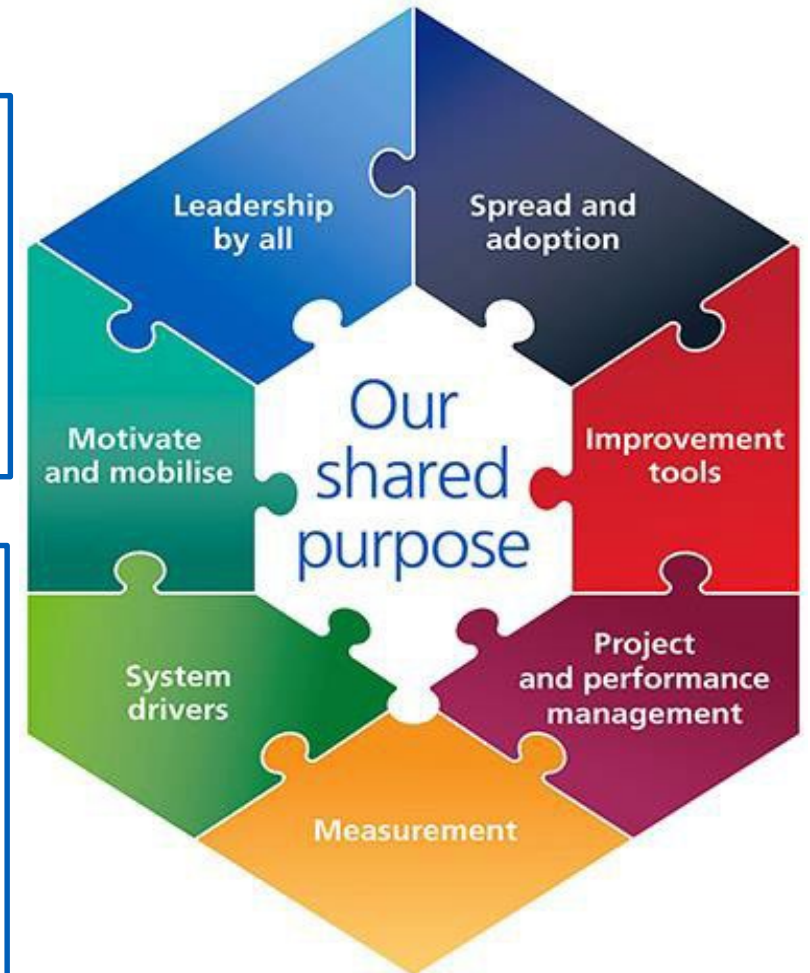 Leadership
by all
Spread and
adoption
Motivate
and mobilise
Our
shared
purpose
Improvement
tools
System
drivers
Project
and performance
management
Measurement